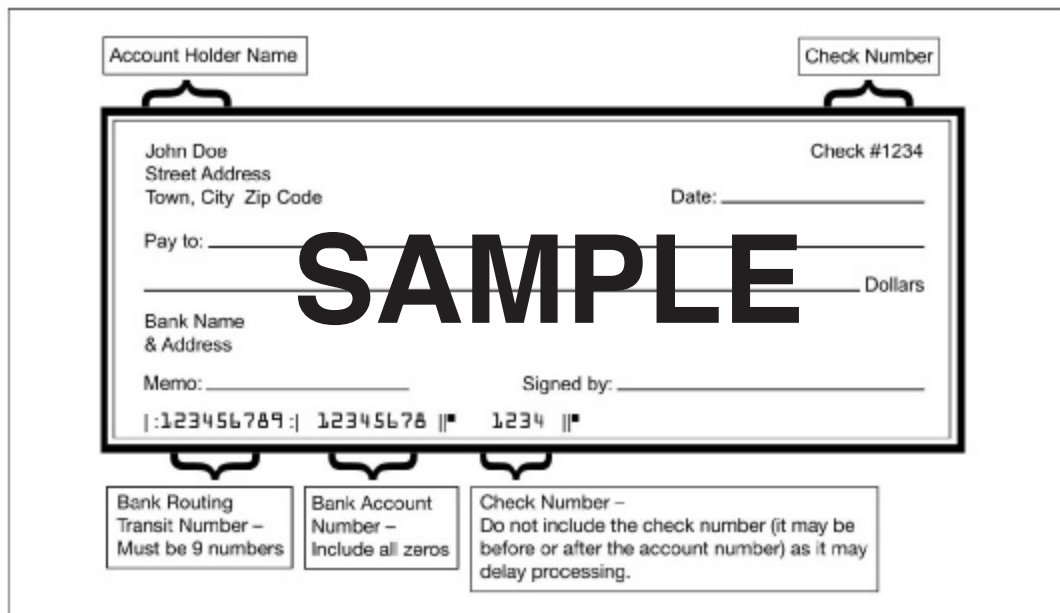 Account Holder Name
Check Number
John Doe
Check #1234
Street Address
Town, City Zip Code
Date:
Pay to:
SAMPLE
Dollars
Bank Name
& Address
Memo:
Signed by:
|:123456789:| 12345678 ||■ 1234 ||■
Bank Routing
Transit Number –
Must be 9 numbers
Bank Account
Number –
Include all zeros
Check Number –
Do not include the check number (it may be
before or after the account number) as it may
delay processing.